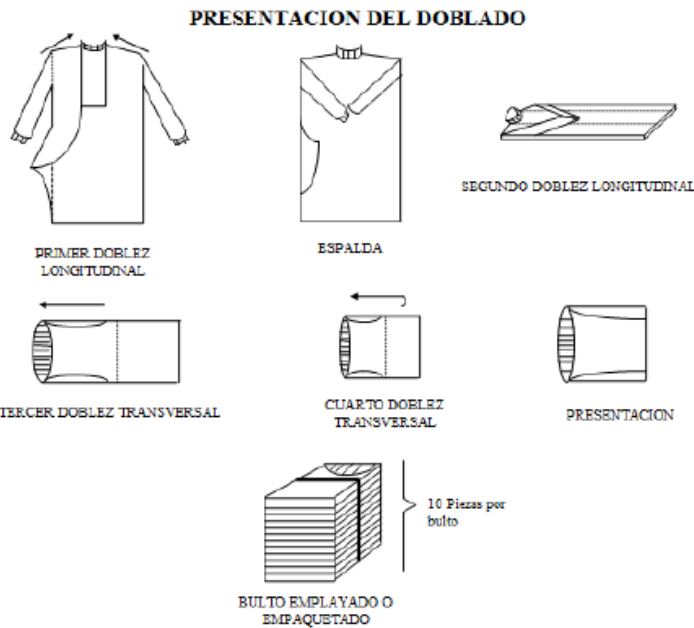 PRESENTACION DEL DOBLADO
PRIMER DOBLEZ
LONGITUDINAL
ESPALDA
SEGUNDO DOBLEZ LONGITUDINAL
TERCER DOBLEZ TRANSVERSAL
CUARTO DOBLEZ
TRANSVERSAL
PRESENTACION
10 Piezas por
bulto
BULTO EMPLAYADO O
EMPAQUETADO